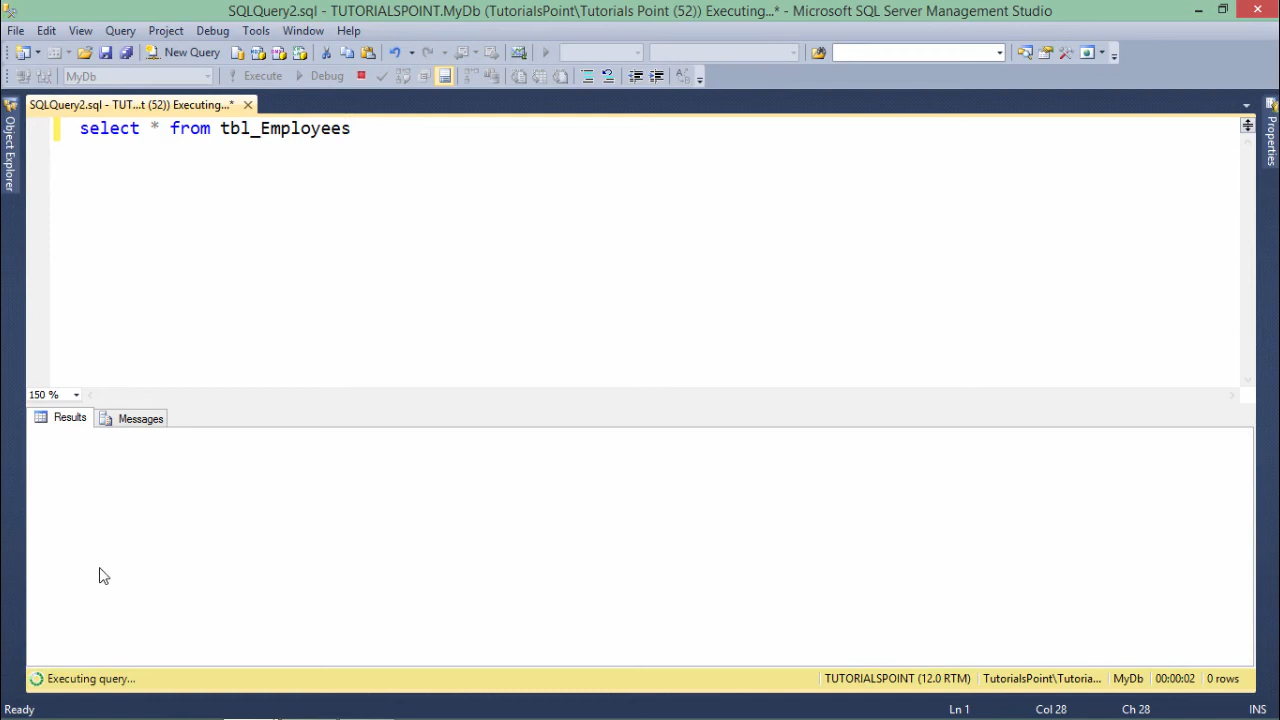 SQLQuery2.sql - TUTORIALSPOINT.MyDb (TutorialsPoint\Tutorials Point (52)) Executing...* - Microsoft SQL Server Management Studio
File Edit View Query Project Debug Tools Window Help
New Query
MyDb Execute Debug
SQLQuery2.sql - TUT...t (52)) Executing...*
Object Explorer
Properties
select * from tbl_Employees
150 %
Results Messages
Executing query... TUTORIALSPOINT (12.0 RTM) TutorialsPoint\Tutoria... MyDb 00:00:02 0 rows
Ready Ln 1 Col 28 Ch 28 INS